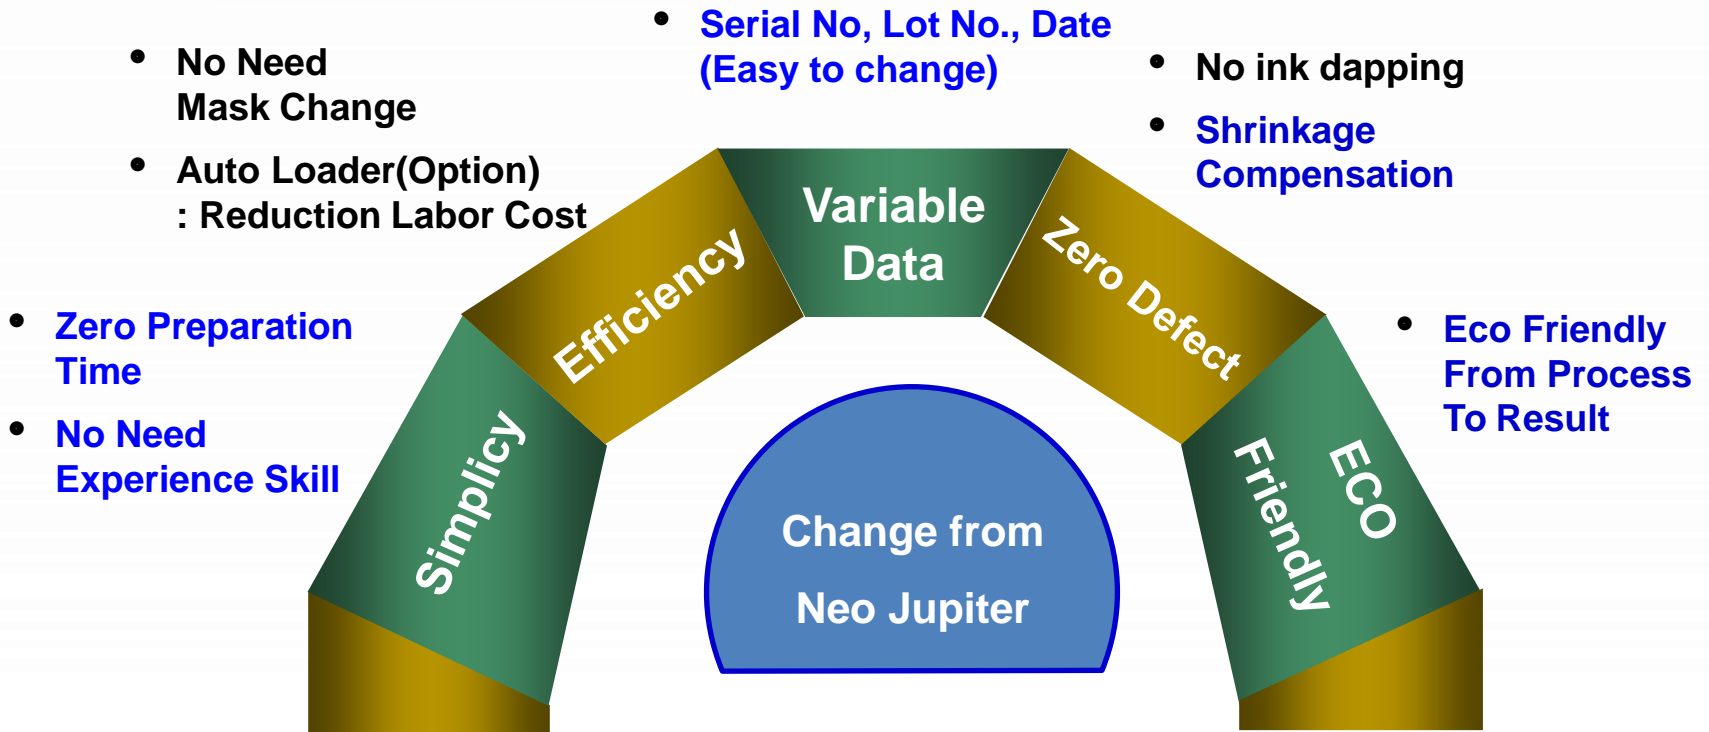 • Serial No, Lot No., Date
(Easy to change)
• No Need
Mask Change
• Auto Loader(Option)
: Reduction Labor Cost
• No ink dapping
• Shrinkage
Compensation
• Zero Preparation
Time
• No Need
Experience Skill
• Eco Friendly
From Process
To Result
Simplicy
Efficiency
Variable
Data
Zero Defect
ECO
Friendly
Change from
Neo Jupiter